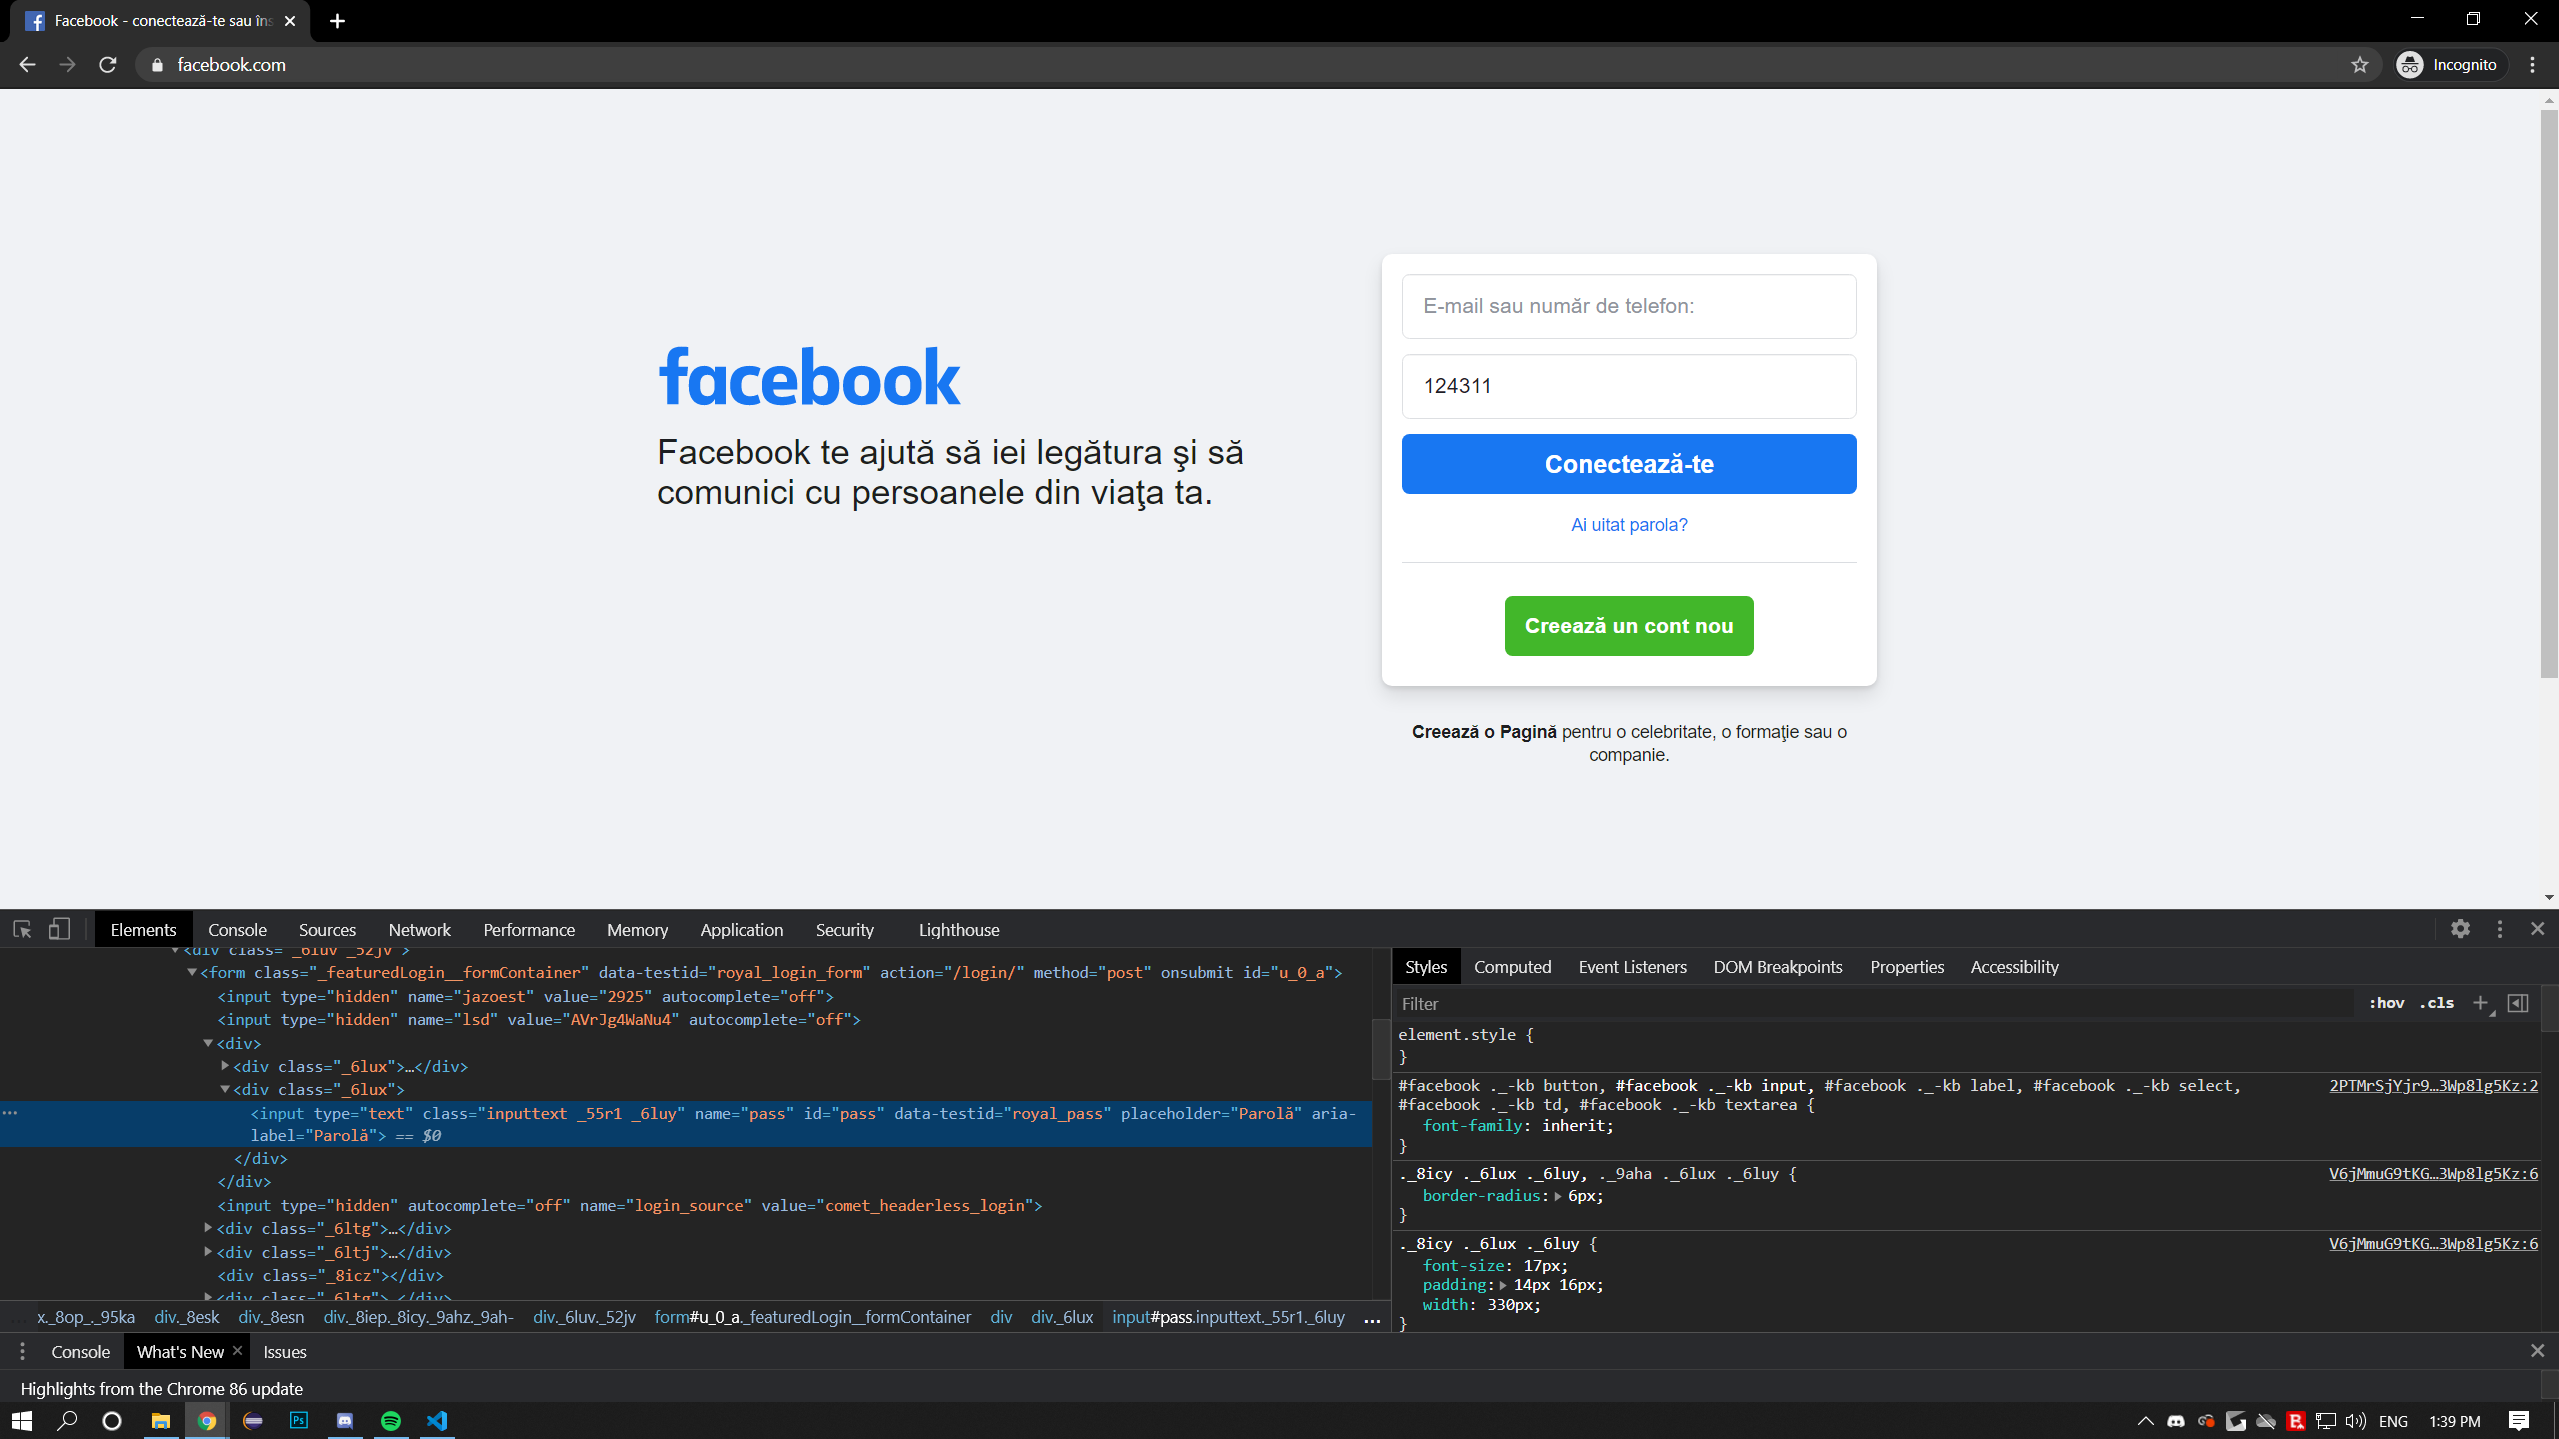 Facebook - conectează-te sau îns
facebook.com
Incognito
E-mail sau număr de telefon:
124311
Conectează-te
Ai uitat parola?
Creează un cont nou
facebook
Facebook te ajută să iei legătura şi să
comunici cu persoanele din viaţa ta.
Creează o Pagină pentru o celebritate, o formaţie sau o
companie.
Elements Console Sources Network Performance Memory Application Security Lighthouse
<div class="_6luv _52jv">
<form class="_featuredLogin__formContainer" data-testid="royal_login_form" action="/login/" method="post" onsubmit id="u_0_a">
<input type="hidden" name="jazoest" value="2925" autocomplete="off">
<input type="hidden" name="lsd" value="AVrJg4WaNu4" autocomplete="off">
<div>
<div class="_6lux">…</div>
<div class="_6lux">
<input type="text" class="inputtext _55r1 _6luy" name="pass" id="pass" data-testid="royal_pass" placeholder="Parolă" aria-
label="Parolă"> == $0
</div>
</div>
<input type="hidden" autocomplete="off" name="login_source" value="comet_headerless_login">
<div class="_6ltg">…</div>
<div class="_6ltj">…</div>
<div class="_8icz"></div>
<div class="_6ltg">…</div>
x._8op_._95ka div._8esk div._8esn div._8iep._8icy._9ahz._9ah- div._6luv._52jv form#u_0_a._featuredLogin__formContainer div div._6lux input#pass.inputtext._55r1._6luy ...
Styles Computed Event Listeners DOM Breakpoints Properties Accessibility
Filter :hov .cls
element.style {
}
#facebook ._-kb button, #facebook ._-kb input, #facebook ._-kb label, #facebook ._-kb select, 2PTMrSjYjr9…3Wp8lg5Kz:2
#facebook ._-kb td, #facebook ._-kb textarea {
font-family: inherit;
}
._8icy ._6lux ._6luy, ._9aha ._6lux ._6luy { V6jMmuG9tKG…3Wp8lg5Kz:6
border-radius: 6px;
}
._8icy ._6lux ._6luy { V6jMmuG9tKG…3Wp8lg5Kz:6
font-size: 17px;
padding: 14px 16px;
width: 330px;
}
Console What's New Issues
Highlights from the Chrome 86 update
Ps
ENG 1:39 PM